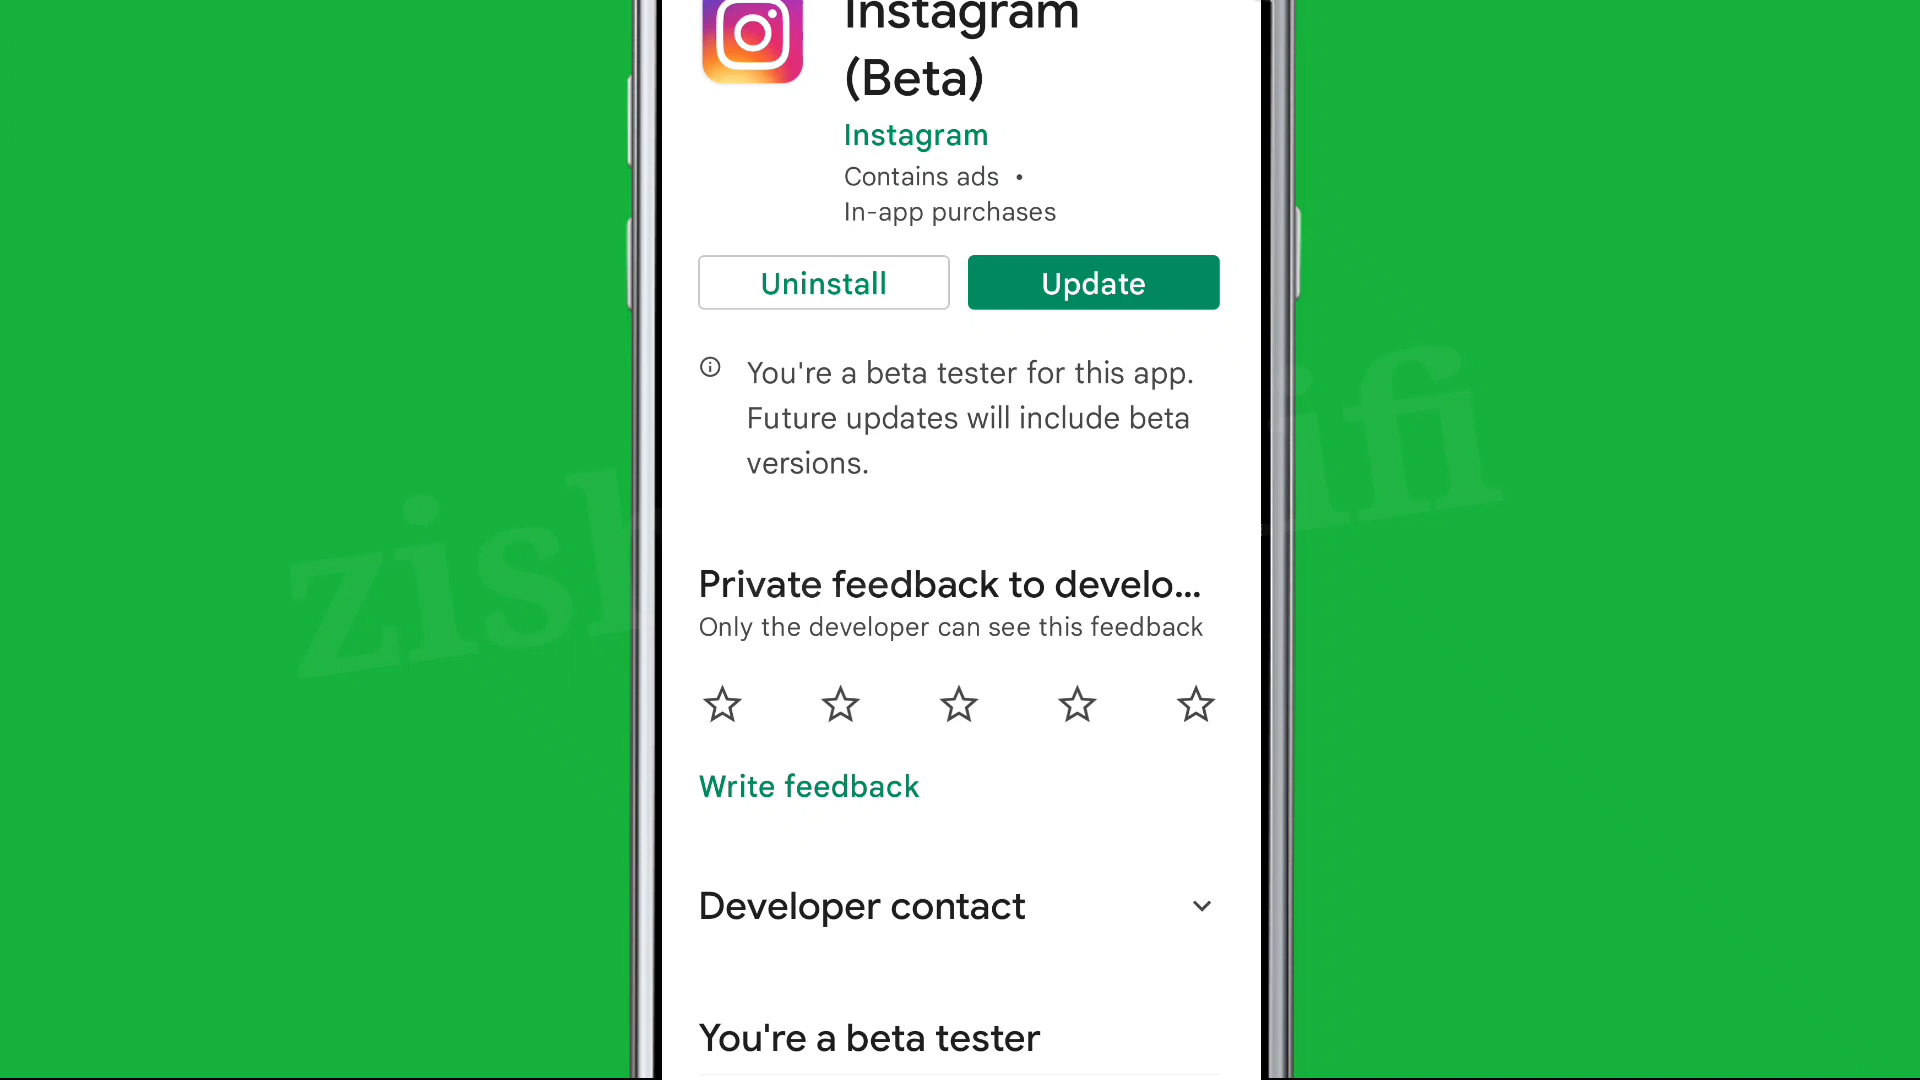 Instagram
(Beta)
Instagram
Contains ads •
In-app purchases
Uninstall
Update
You're a beta tester for this app.
Future updates will include beta
versions.
Private feedback to develo...
Only the developer can see this feedback
Write feedback
Developer contact
You're a beta tester